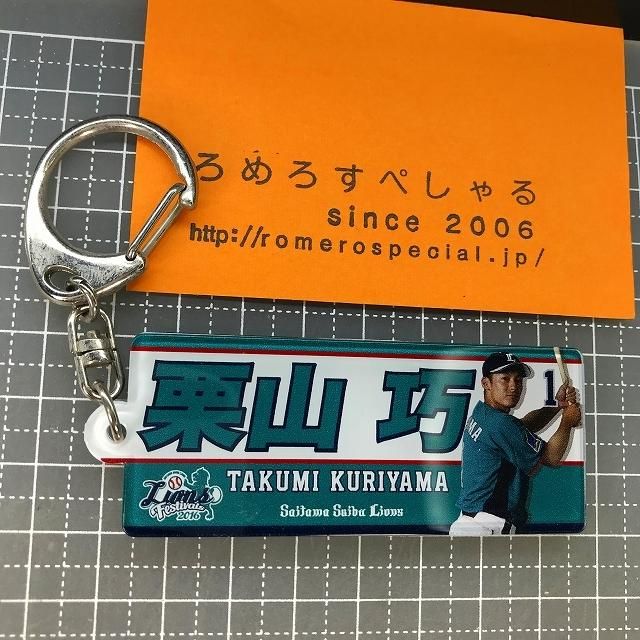 ろめろすぺしゃる
since 2006
http://romerospecial.jp/
栗山 巧
1
TAKUMI KURIYAMA
Saitama Seibu Lions
Lions
Festivals
2016